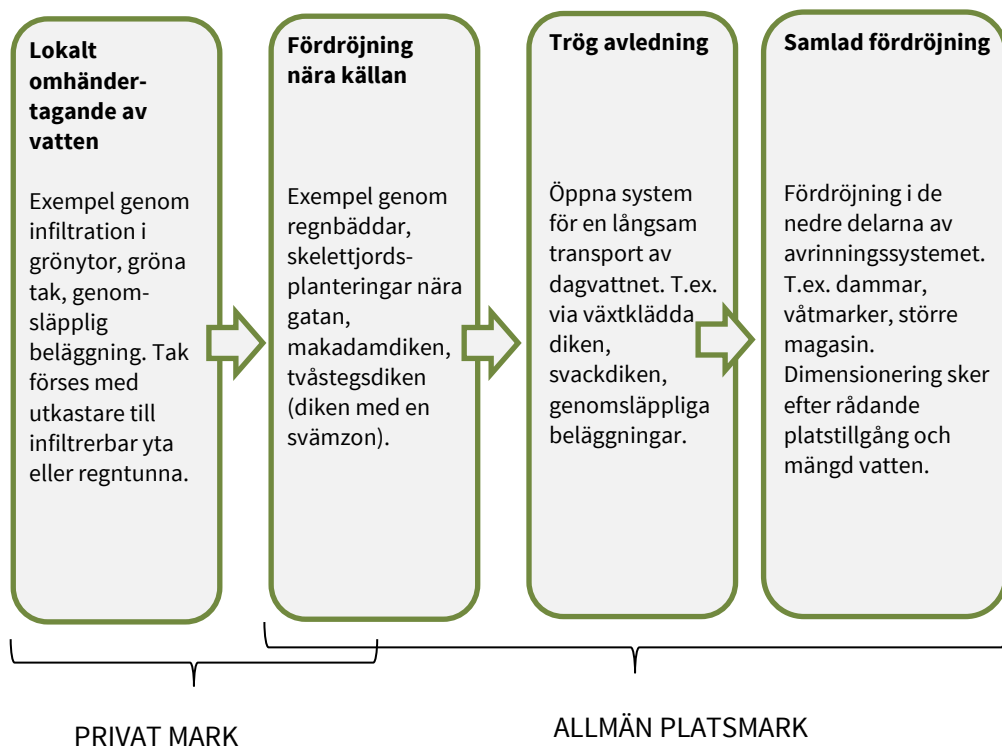 Lokalt
omhänder-
tagande av
vatten
Exempel genom
infiltration i
grönytor, gröna
tak, genom-
släpplig
beläggning. Tak
förses med
utkastare till
infiltrerbar yta
eller regntunna.
Fördröjning
nära källan
Exempel genom
regnbäddar,
skelettjords-
planteringar nära
gatan,
makadamdiken,
tvåstegsdiken
(diken med en
svämzon).
Trög avledning
Öppna system
för en långsam
transport av
dagvattnet. T.ex.
via växtklädda
diken,
svackdiken,
genomsläppliga
beläggningar.
Samlad fördröjning
Fördröjning i de
nedre delarna av
avrinningssystemet.
T.ex. dammar,
våtmarker, större
magasin.
Dimensionering sker
efter rådande
platstillgång och
mängd vatten.
PRIVAT MARK
ALLMÄN PLATSMARK